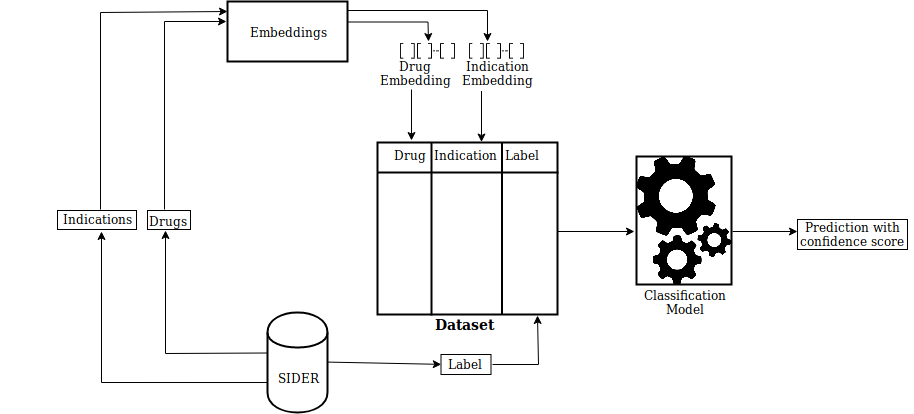 Embeddings
[ ][ ]--[ ] [ ][ ]--[ ]
Drug
Embedding
Indication
Embedding
Drug Indication Label
Indications
Drugs
Dataset
Classification
Model
Prediction with
confidence score
SIDER
Label